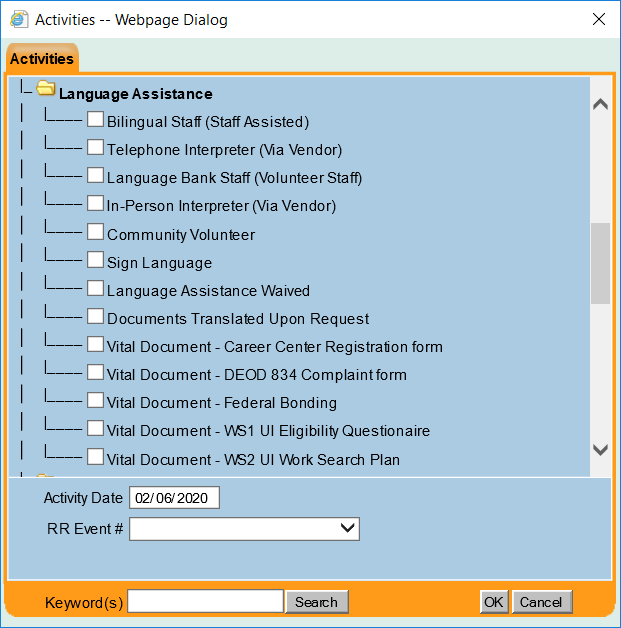 Activities -- Webpage Dialog
Activities
Language Assistance
Bilingual Staff (Staff Assisted)
Telephone Interpreter (Via Vendor)
Language Bank Staff (Volunteer Staff)
In-Person Interpreter (Via Vendor)
Community Volunteer
Sign Language
Language Assistance Waived
Documents Translated Upon Request
Vital Document - Career Center Registration form
Vital Document - DEOD 834 Complaint form
Vital Document - Federal Bonding
Vital Document - WS1 UI Eligibility Questionaire
Vital Document - WS2 UI Work Search Plan
Activity Date 02/06/2020
RR Event #
Keyword(s) Search OK Cancel